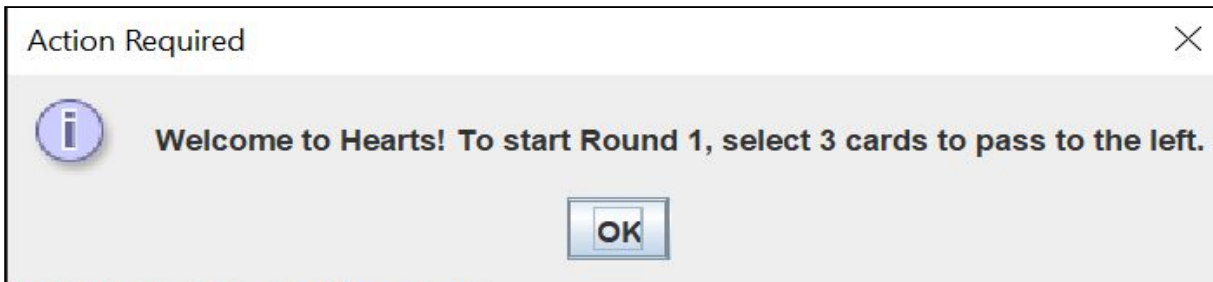 Action Required
Welcome to Hearts! To start Round 1, select 3 cards to pass to the left.
OK